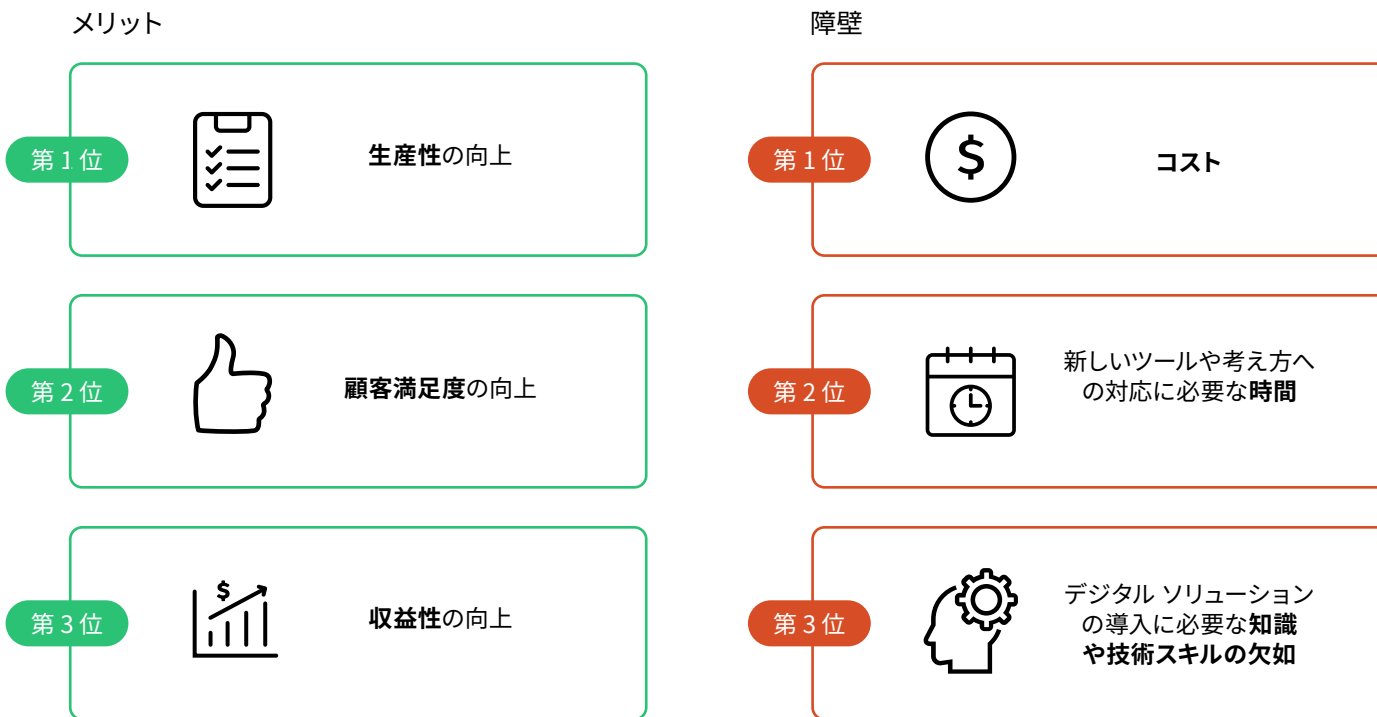 メリット
第 1 位
生産性の向上
第 2 位
顧客満足度の向上
第 3 位
$
収益性の向上
障壁
第 1 位
$
コスト
第 2 位
新しいツールや考え方へ
の対応に必要な時間
第 3 位
デジタル ソリューション
の導入に必要な知識
や技術スキルの欠如